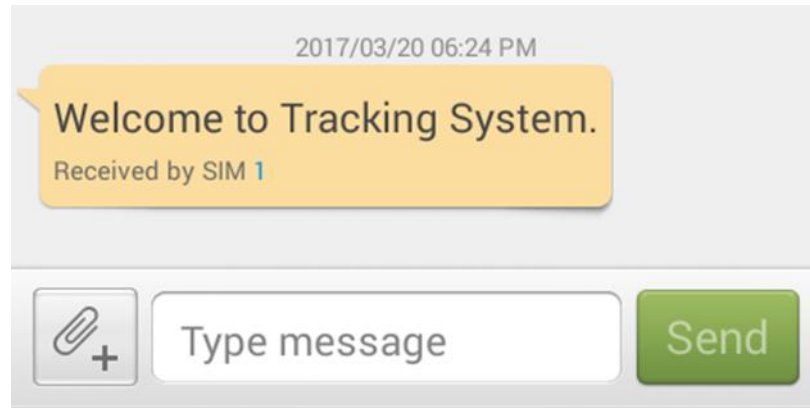 2017/03/20 06:24 PM
Welcome to Tracking System.
Received by SIM 1
Type message
Send